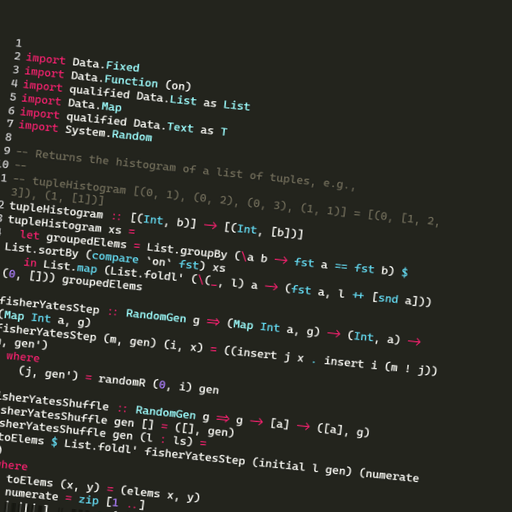 1
2 import Data.Fixed
3 import Data.Function (on)
4 import qualified Data.List as List
5 import Data.Map
6 import qualified Data.Text as T
7 import System.Random
8
9 -- Returns the histogram of a list of tuples, e.g.,
10 --
1 -- tupleHistogram [(0, 1), (0, 2), (0, 3), (1, 1)] = [(0, [1, 2,
3]), (1, [1])]
2 tupleHistogram :: [(Int, b)] → [(Int, [b])]
3 tupleHistogram xs =
let groupedElems = List.groupBy (\a b → fst a == fst b) $
List.sortBy (compare `on` fst) xs
in List.map (List.foldl' (\(_, l) a → (fst a, l ++ [snd a]))
(0, [])) groupedElems
fisherYatesStep :: RandomGen g ⇒ (Map Int a, g) → (Int, a) →
(Map Int a, g)
fisherYatesStep (m, gen) (i, x) = ((insert j x . insert i (m ! j))
m, gen')
where
(j, gen') = randomR (0, i) gen
fisherYatesShuffle :: RandomGen g ⇒ g → [a] → ([a], g)
fisherYatesShuffle gen [] = ([], gen)
fisherYatesShuffle gen (l : ls) =
toElems $ List.foldl' fisherYatesStep (initial l gen) (numerate
)
where
toElems (x, y) = (elems x, y)
numerate = zip [1 ..]